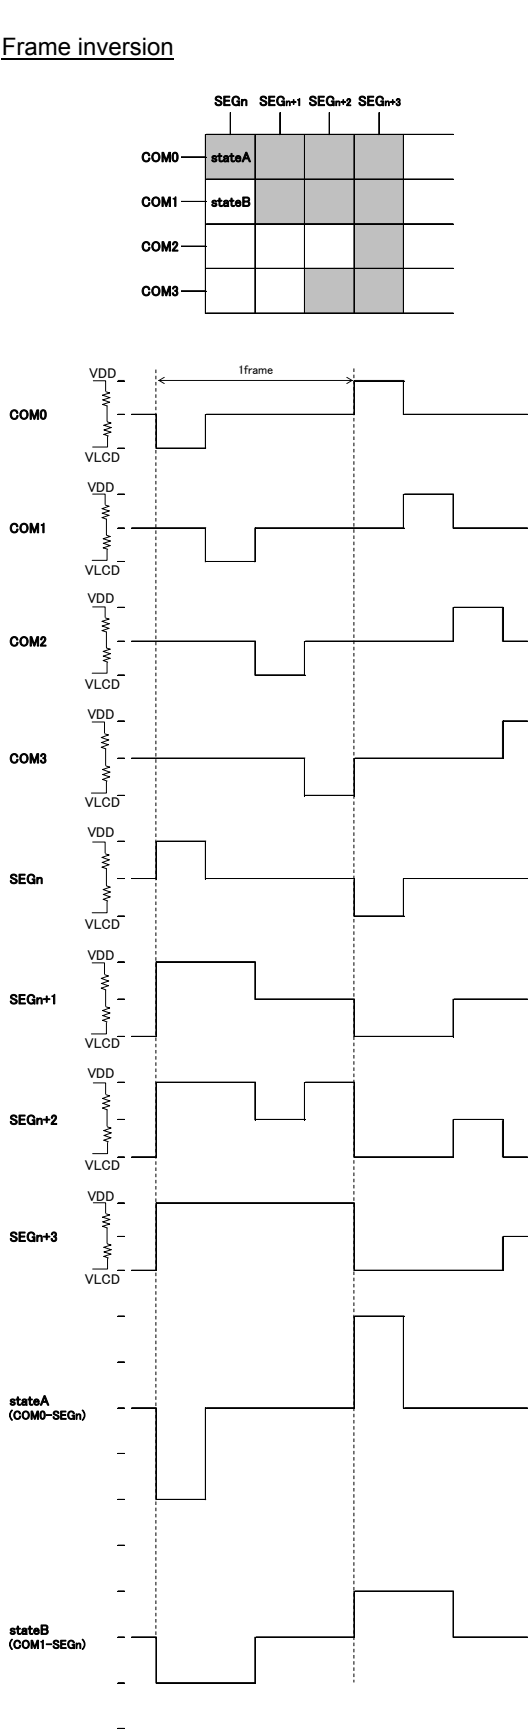 Frame inversion
SEGn SEGn+1 SEGn+2 SEGn+3
COM0 stateA
COM1 stateB
COM2
COM3
VDD 1frame
COM0
VLCD
VDD
COM1
VLCD
VDD
COM2
VLCD
VDD
COM3
VLCD
VDD
SEGn
VLCD
VDD
SEGn+1
VLCD
VDD
SEGn+2
VLCD
VDD
SEGn+3
VLCD
stateA
(COM0-SEGn)
stateB
(COM1-SEGn)